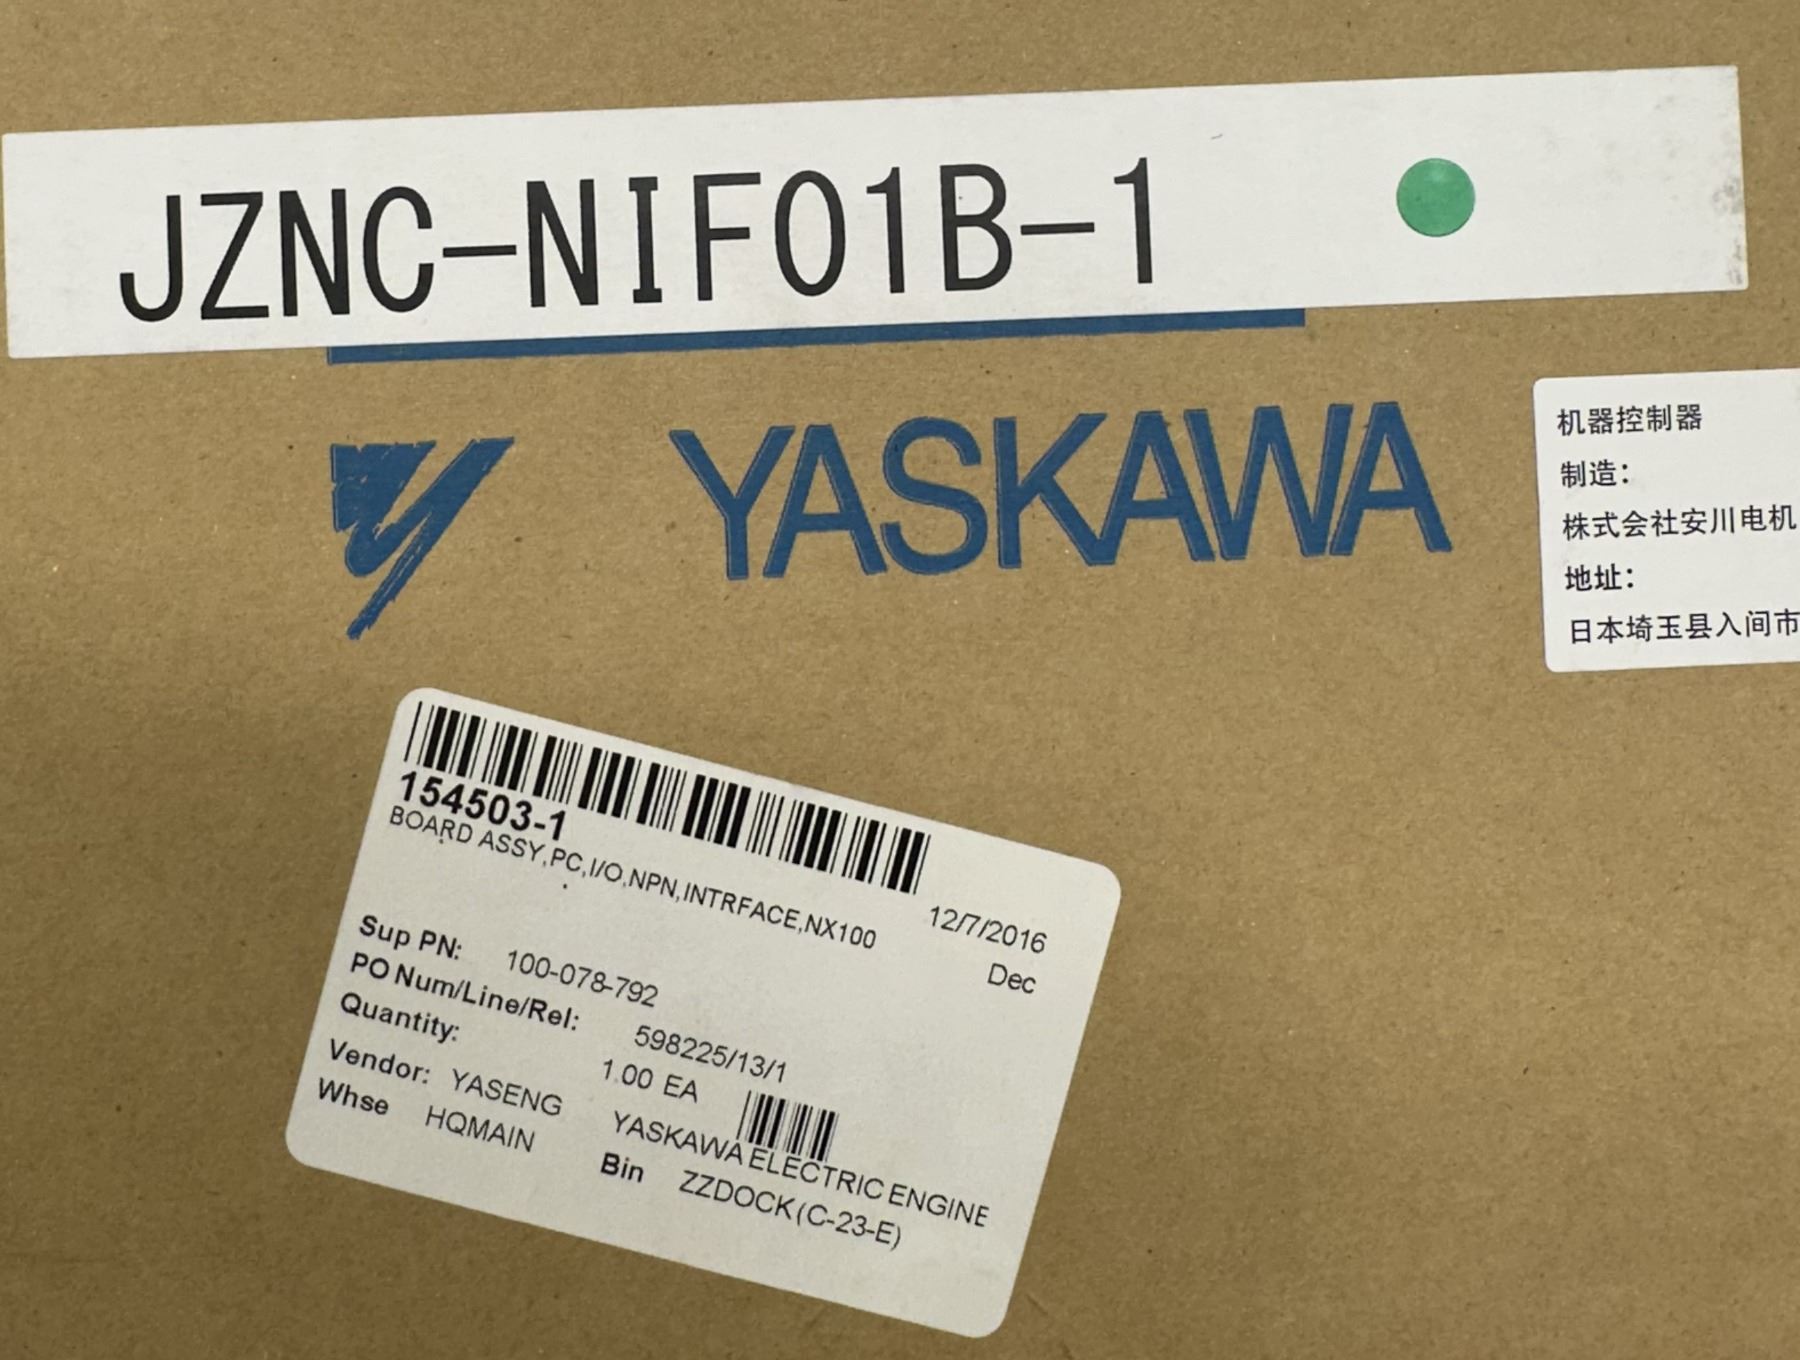 JZNC-NIF01B-1
YASKAWA
机器控制器
制造：
株式会社安川电机
地址：
日本埼玉县入间市
154503-1
BOARD ASSY,PC,I/O,NPN,INTRFACE,NX100
12/7/2016
Dec
Sup PN: 100-078-792
PO Num/Line/Rel: 598225/13/1
Quantity: 1.00 EA
Vendor: YASENG YASKAWA ELECTRIC ENGINE
Whse HQMAIN Bin ZZDOCK(C-23-E)